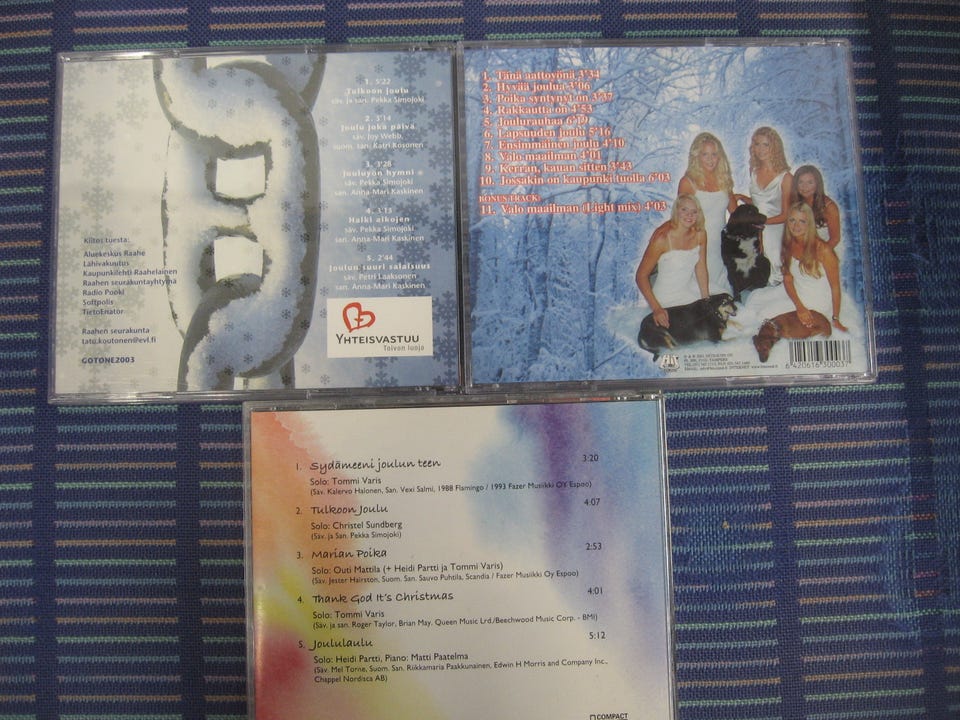 1. 5'22
Tulkoon joulu
säv. ja san. Pekka Simojoki
2. 3'14
Joulu joka päivä
säv. Joy Webb,
suom. san. Katri Kosonen
3. 3'28
Jouluyön hymni
säv. Pekka Simojoki
san. Anna-Mari Kaskinen
4. 3'15
Halki aikojen
säv. Pekka Simojoki
san. Anna-Mari Kaskinen
5. 2'44
Joulun suuri salaisuus
säv. Petri Laaksonen
san. Anna-Mari Kaskinen
Kiitos tuesta:
Aluekeskus Raahe
Lähivakuutus
Kaupunkilehti Raahelainen
Raahen seurakuntayhtymä
Radio Pooki
Softpolis
TietoEnator
Raahen seurakunta
tatu.koutonen@evl.fi
GOTONE2003
YHTEISVASTUU
Toivon luoja
1. Tänä aattoyönä 3'34
2. Hyvää joulua 3'06
3. Poika syntynyt on 3'37
4. Rakkautta on 4'53
5. Joulurauhaa 6'19
6. Lapsuuden joulu 5'16
7. Ensimmäinen joulu 4'10
8. Valo maailman 4'01
9. Kerran, kauan sitten 3'43
10. Jossakin on kaupunki tuolla 6'03
BONUS TRACK:
11. Valo maailman (Light mix) 4'03
6 420616 300037
1. Sydämeeni joulun teen 3:20
Solo: Tommi Varis
(Säv. Kalervo Halonen, San. Vexi Salmi, 1988 Flamingo / 1993 Fazer Musiikki OY Espoo)
2. Tulkoon Joulu 4:07
Solo: Christel Sundberg
(Säv. ja San. Pekka Simojoki)
3. Marian Poika 2:53
Solo: Outi Mattila (+ Heidi Partti ja Tommi Varis)
(Säv. Jester Hairston, Suom. San. Sauvo Puhtila, Scandia / Fazer Musiikki Oy Espoo)
4. Thank God It's Christmas 4:01
Solo: Tommi Varis
(Säv. ja san. Roger Taylor, Brian May, Queen Music Ltd./Beechwood Music Corp. - BMI)
5. Joululaulu 5:12
Solo: Heidi Partti, Piano: Matti Paatelma
(Säv. Mel Torne, Suom. San. Riikkamaria Paakkunainen, Edwin H Morris and Company Inc.,
Chappel Nordisca AB)
COMPACT